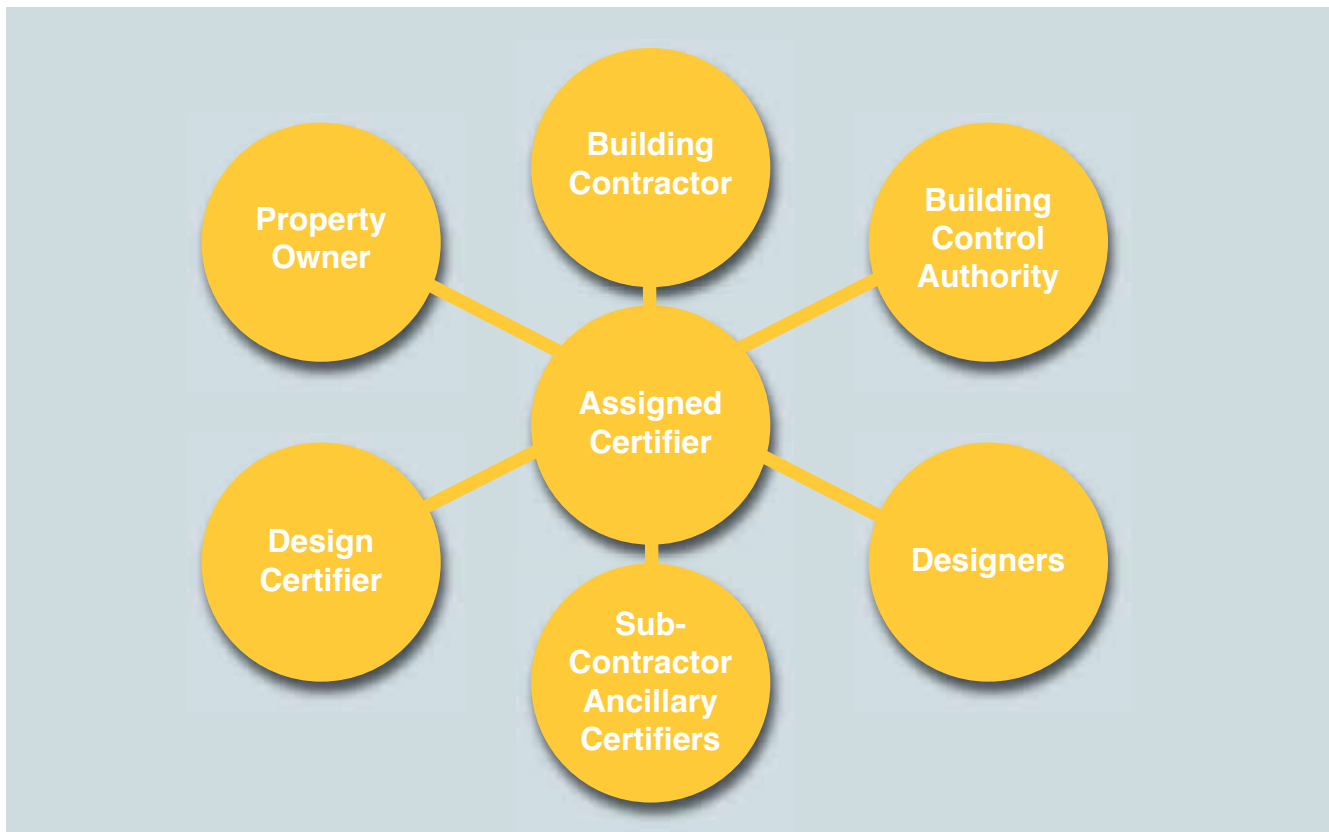 Building
Contractor
Property
Owner
Building
Control
Authority
Assigned
Certifier
Design
Certifier
Designers
Sub-
Contractor
Ancillary
Certifiers